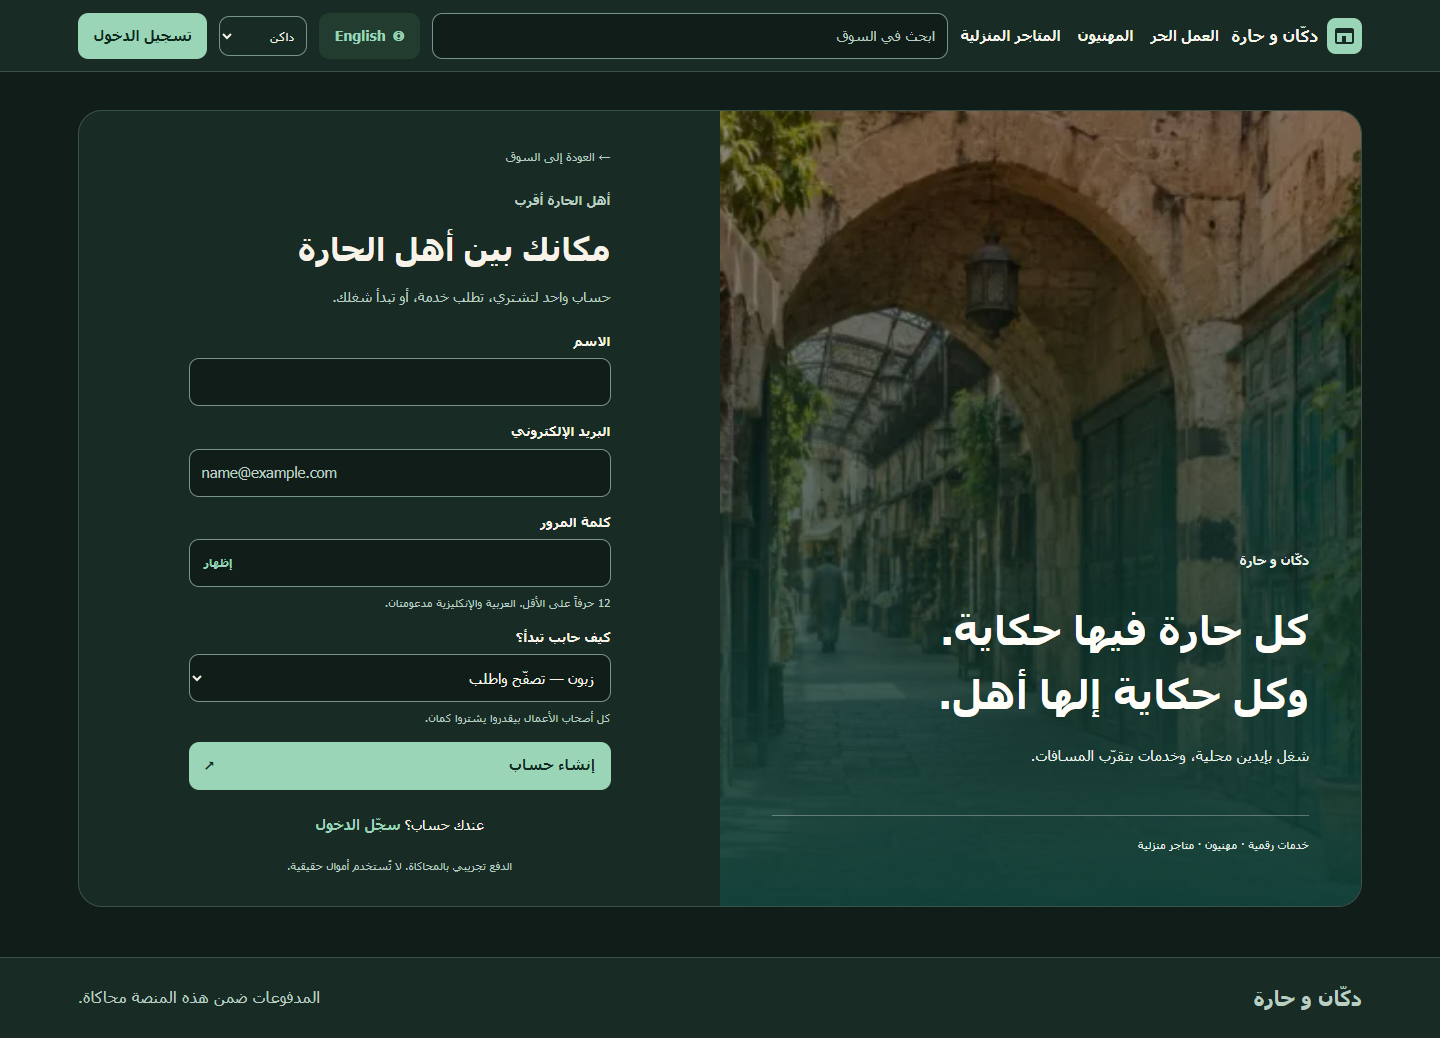 دكّان و حارة
العمل الحر
المهنيون
المتاجر المنزلية
ابحث في السوق
English
داكن
تسجيل الدخول
← العودة إلى السوق
أهل الحارة أقرب
مكانك بين أهل الحارة
حساب واحد لتشتري، تطلب خدمة، أو تبدأ شغلك.
الاسم
البريد الإلكتروني
name@example.com
كلمة المرور
إظهار
12 حرفاً على الأقل. العربية والإنكليزية مدعومتان.
كيف حابب تبدأ؟
زبون — تصفّح واطلب
كل أصحاب الأعمال بيقدروا يشتروا كمان.
إنشاء حساب ↗
عندك حساب؟ سجّل الدخول
الدفع تجريبي بالمحاكاة. لا تُستخدم أموال حقيقية.
دكّان و حارة
كل حارة فيها حكاية.
وكل حكاية إلها أهل.
شغل بإيدين محلية، وخدمات بتقرّب المسافات.
خدمات رقمية · مهنيون · متاجر منزلية
دكّان و حارة
المدفوعات ضمن هذه المنصة محاكاة.